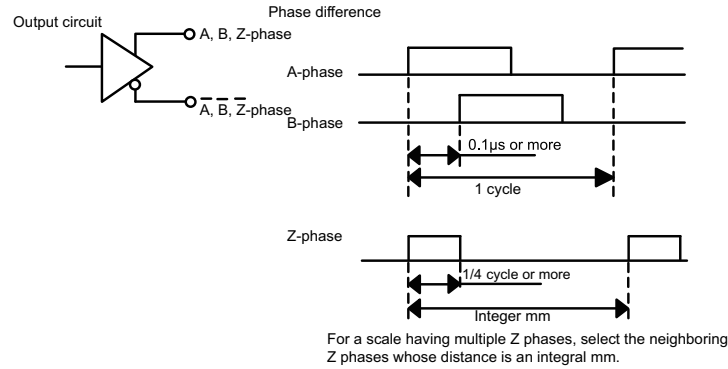 Phase difference
Output circuit
A, B, Z-phase
A, B, Z-phase
A-phase
B-phase
0.1µs or more
1 cycle
Z-phase
1/4 cycle or more
Integer mm
For a scale having multiple Z phases, select the neighboring
Z phases whose distance is an integral mm.